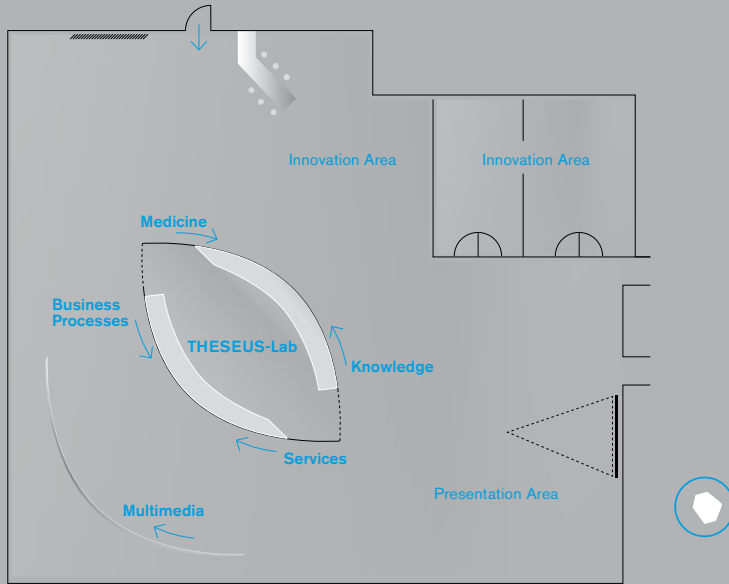 Innovation Area
Innovation Area
Medicine
Business
Processes
THESEUS-Lab
Knowledge
Services
Presentation Area
Multimedia